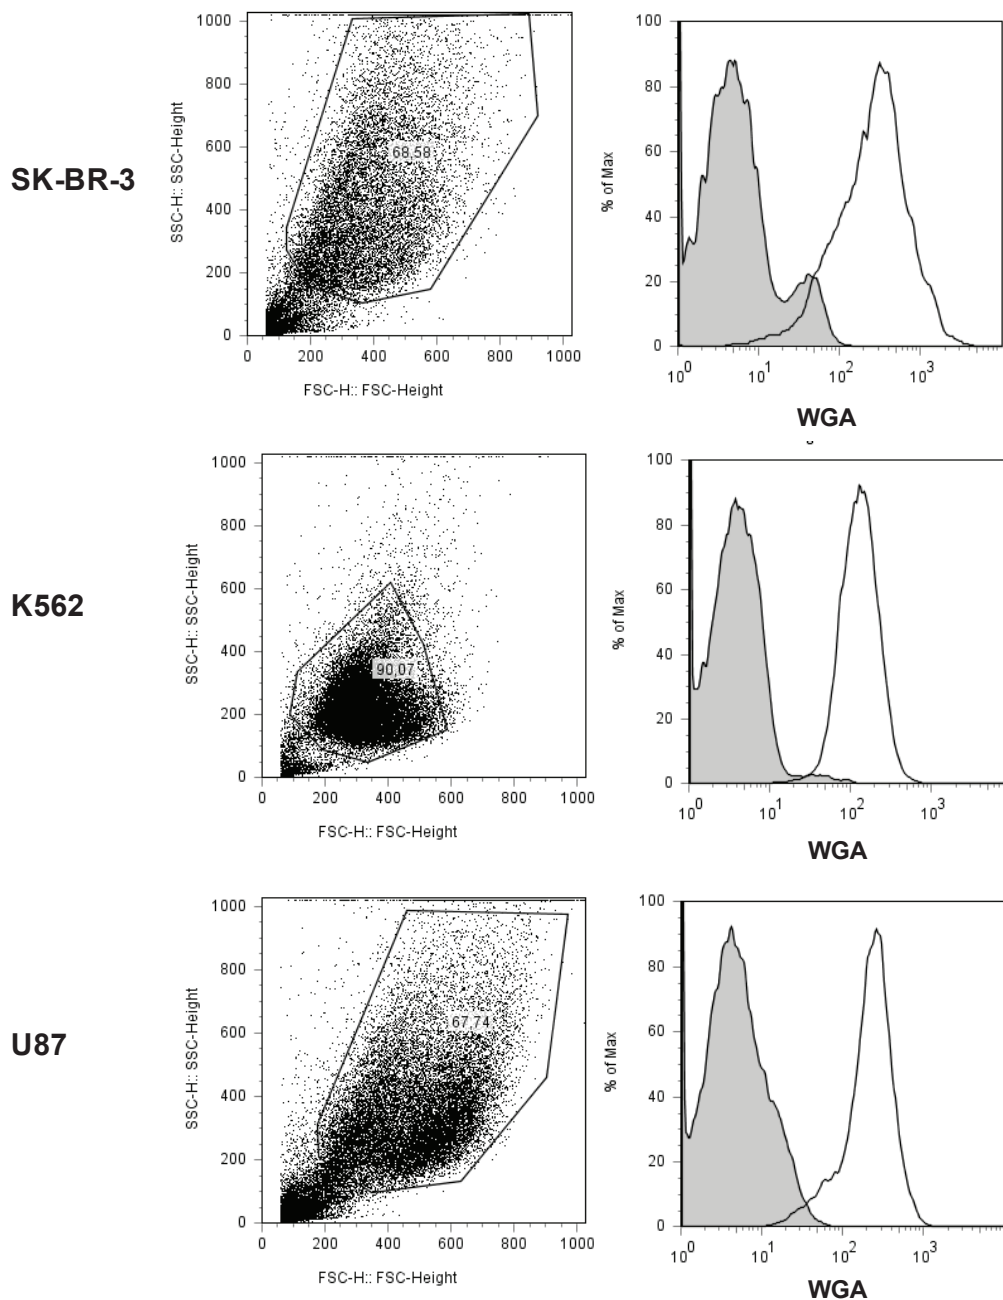 SK-BR-3
SSC-H:: SSC-Height
1000
800
600
400
200
0
68,58
0 200 400 600 800 1000
FSC-H:: FSC-Height
% of Max
100
80
60
40
20
0
10^0 10^1 10^2 10^3
WGA
K562
SSC-H:: SSC-Height
1000
800
600
400
200
0
90,07
0 200 400 600 800 1000
FSC-H:: FSC-Height
% of Max
100
80
60
40
20
0
10^0 10^1 10^2 10^3
WGA
U87
SSC-H:: SSC-Height
1000
800
600
400
200
0
67,74
0 200 400 600 800 1000
FSC-H:: FSC-Height
% of Max
100
80
60
40
20
0
10^0 10^1 10^2 10^3
WGA